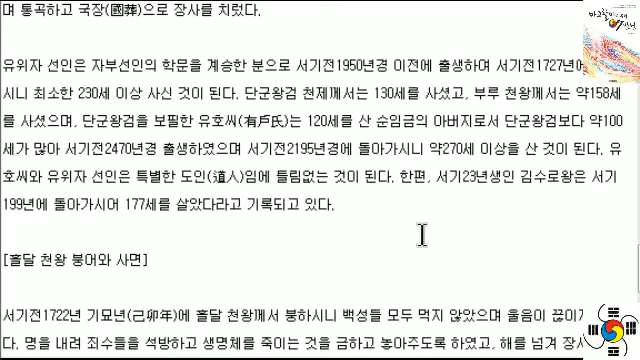 며 통곡하고 국장(國葬)으로 장사를 치렀다.
유위자 선인은 자부선인의 학문을 계승한 분으로 서기전1950년경 이전에 출생하여 서기전1727년에
시니 최소한 230세 이상 사신 것이 된다. 단군왕검 천제께서는 130세를 사셨고, 부루 천왕께서는 약158세
를 사셨으며, 단군왕검을 보필한 유호씨(有戶氏)는 120세를 산 순임금의 아버지로서 단군왕검보다 약100
세가 많아 서기전2470년경 출생하였으며 서기전2195년에 돌아가시니 약270세 이상을 산 것이 된다. 유
호씨와 유위자 선인은 특별한 도인(道人)임에 틀림없는 것이 된다. 한편, 서기23년생인 김수로왕은 서기
199년에 돌아가시어 177세를 살았다라고 기록되고 있다.
[흘달 천왕 붕어와 사면]
서기전1722년 기묘년(己卯年)에 흘달 천왕께서 붕하시니 백성들 모두 먹지 않았으며 울음이 끊이지
다. 명을 내려 죄수들을 석방하고 생명체를 죽이는 것을 금하고 놓아주도록 하였고, 해를 넘겨 장사